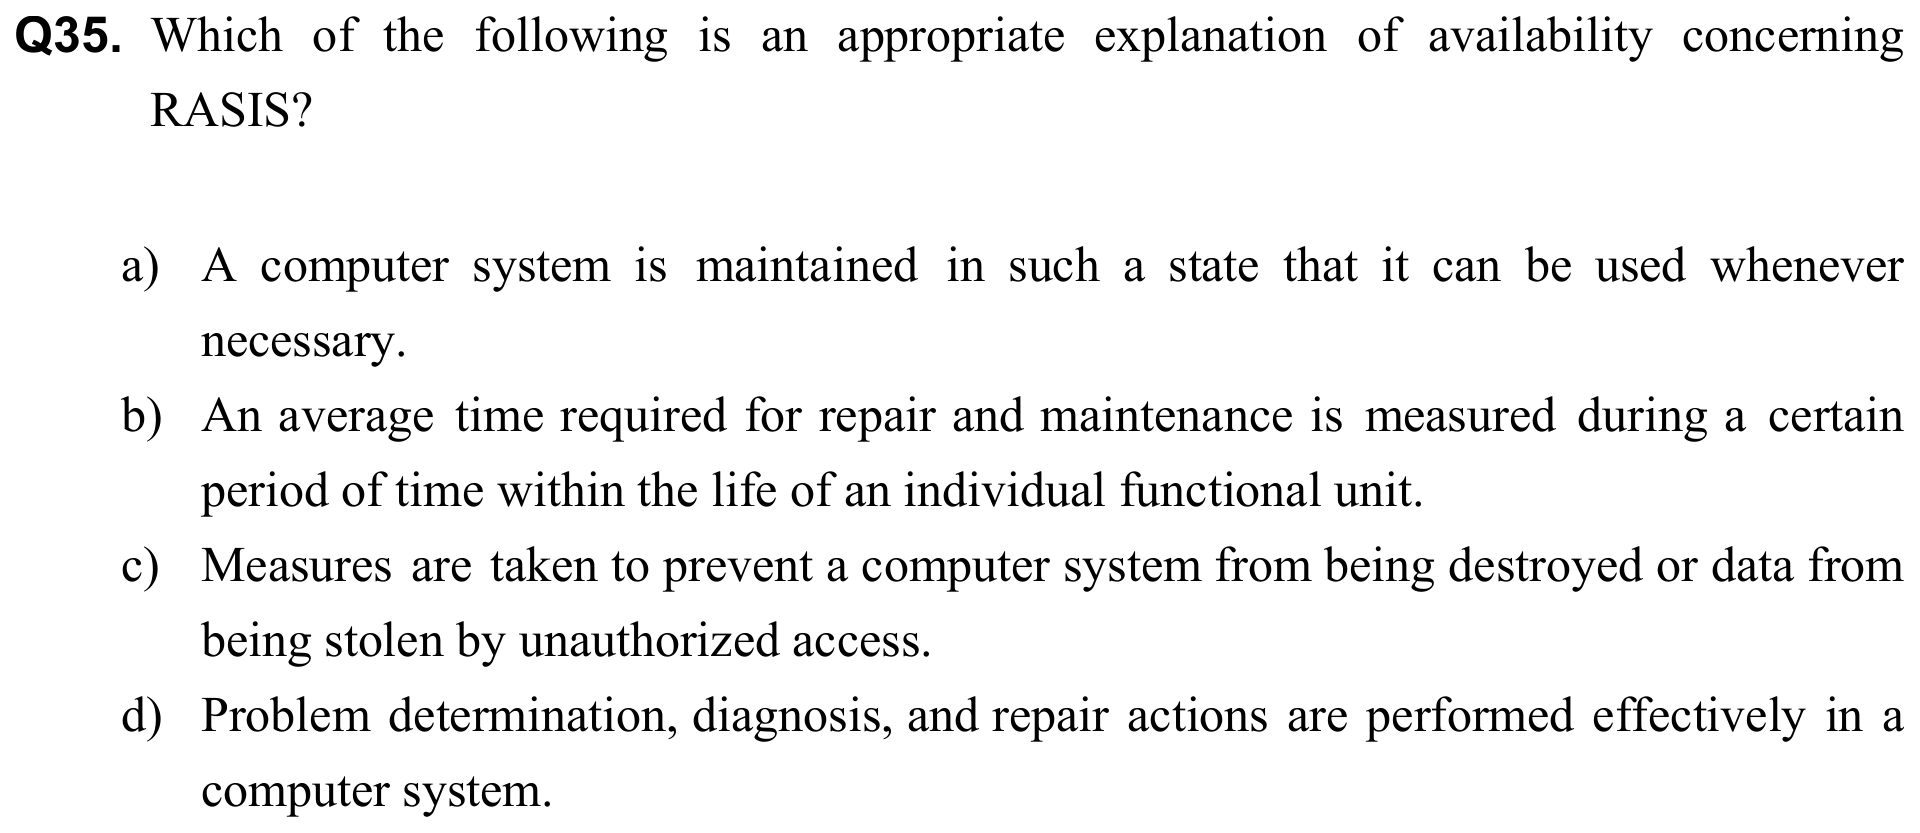 Q35. Which of the following is an appropriate explanation of availability concerning
RASIS?
a) A computer system is maintained in such a state that it can be used whenever
necessary.
b) An average time required for repair and maintenance is measured during a certain
period of time within the life of an individual functional unit.
c) Measures are taken to prevent a computer system from being destroyed or data from
being stolen by unauthorized access.
d) Problem determination, diagnosis, and repair actions are performed effectively in a
computer system.